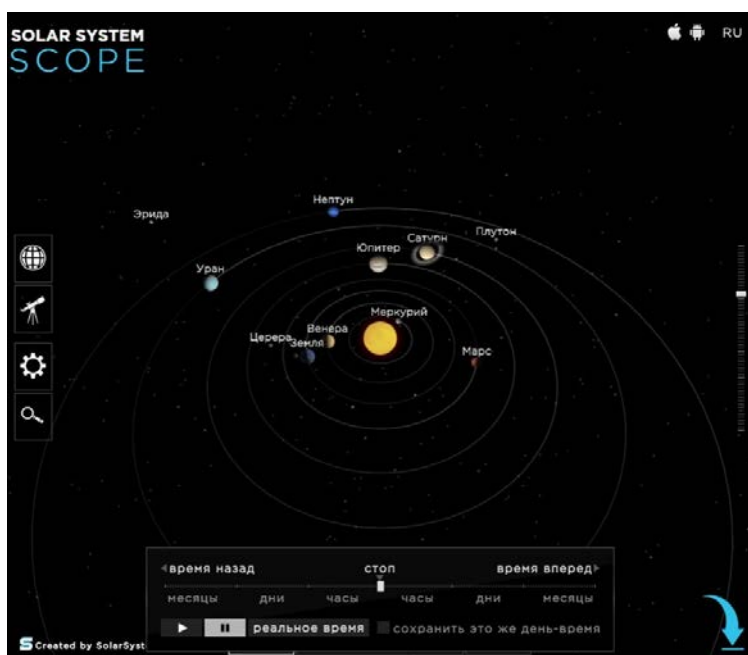 SOLAR SYSTEM
SCOPE
RU
Нептун
Эрида
Плутон
Сатурн
Юпитер
Уран
Меркурий
Венера
Церера
Земля
Марс
время назад
стоп
время вперед
месяцы дни часы часы дни месяцы
реальное время
сохранить это же день-время
Created by SolarSyst